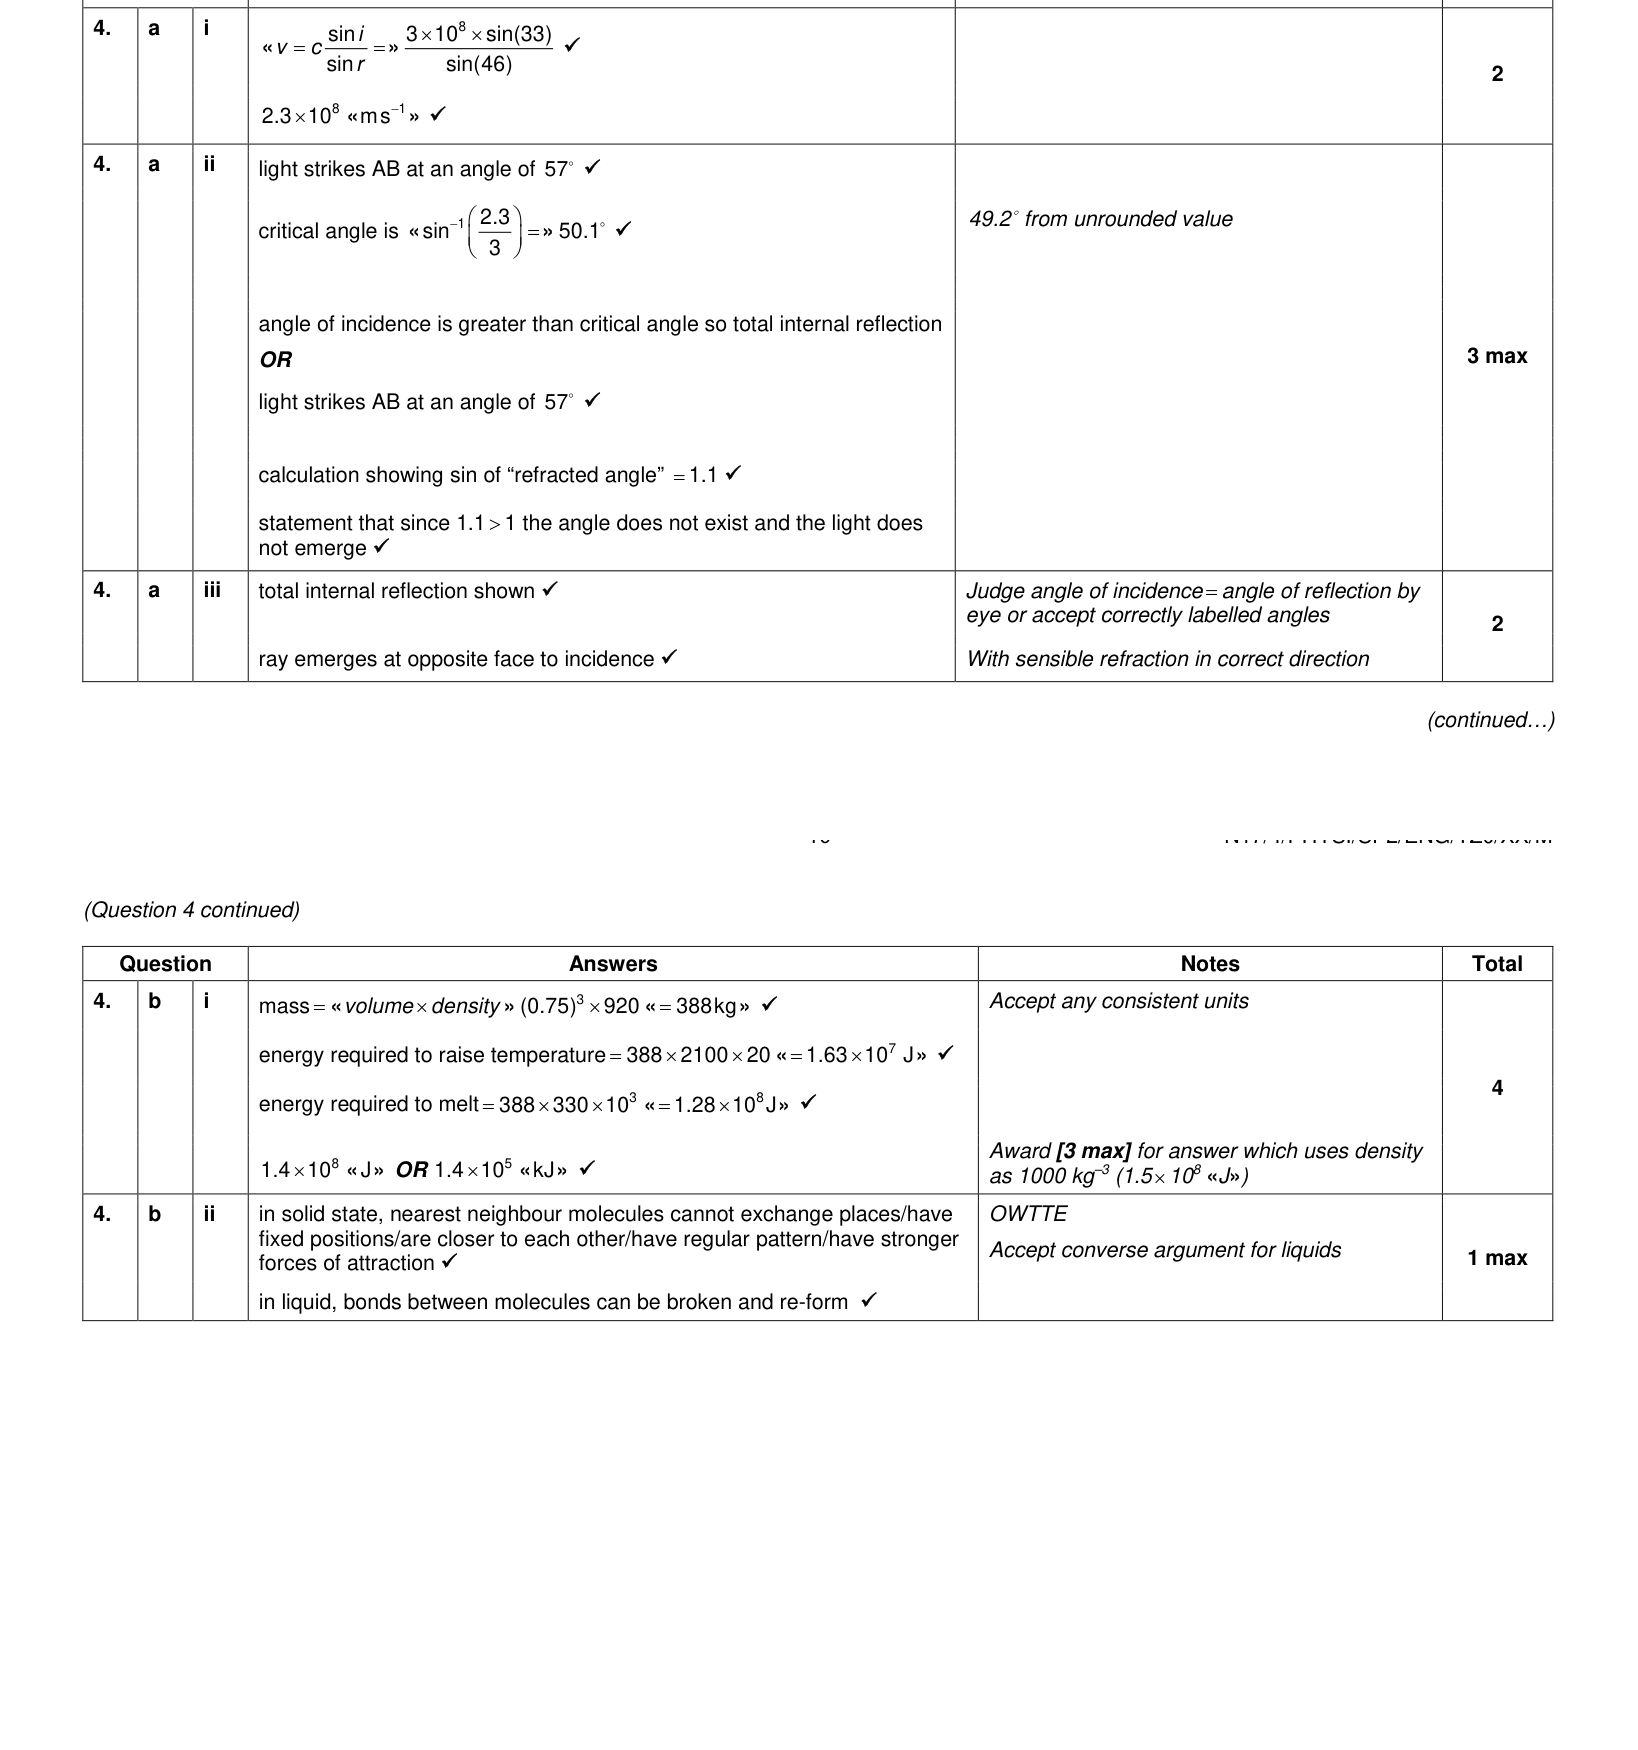 4. a i «v = c sin i / sin r =» 3×10⁸ × sin(33) / sin(46) ✓
2.3×10⁸ «m s⁻¹» ✓
2
4. a ii light strikes AB at an angle of 57° ✓
critical angle is «sin⁻¹(2.3/3) =» 50.1° ✓
49.2° from unrounded value
angle of incidence is greater than critical angle so total internal reflection
OR
3 max
light strikes AB at an angle of 57° ✓
calculation showing sin of “refracted angle” = 1.1 ✓
statement that since 1.1 > 1 the angle does not exist and the light does
not emerge ✓
4. a iii total internal reflection shown ✓
Judge angle of incidence = angle of reflection by
eye or accept correctly labelled angles
2
ray emerges at opposite face to incidence ✓
With sensible refraction in correct direction
(continued…)
(Question 4 continued)
Question Answers Notes Total
4. b i mass = «volume × density» (0.75)³ × 920 «= 388 kg» ✓
Accept any consistent units
energy required to raise temperature = 388 × 2100 × 20 «= 1.63×10⁷ J» ✓
energy required to melt = 388 × 330 × 10³ «= 1.28×10⁸ J» ✓
4
1.4×10⁸ «J» OR 1.4×10⁵ «kJ» ✓
Award [3 max] for answer which uses density
as 1000 kg⁻³ (1.5× 10⁸ «J»)
4. b ii in solid state, nearest neighbour molecules cannot exchange places/have
fixed positions/are closer to each other/have regular pattern/have stronger
forces of attraction ✓
OWTTE
Accept converse argument for liquids
1 max
in liquid, bonds between molecules can be broken and re-form ✓